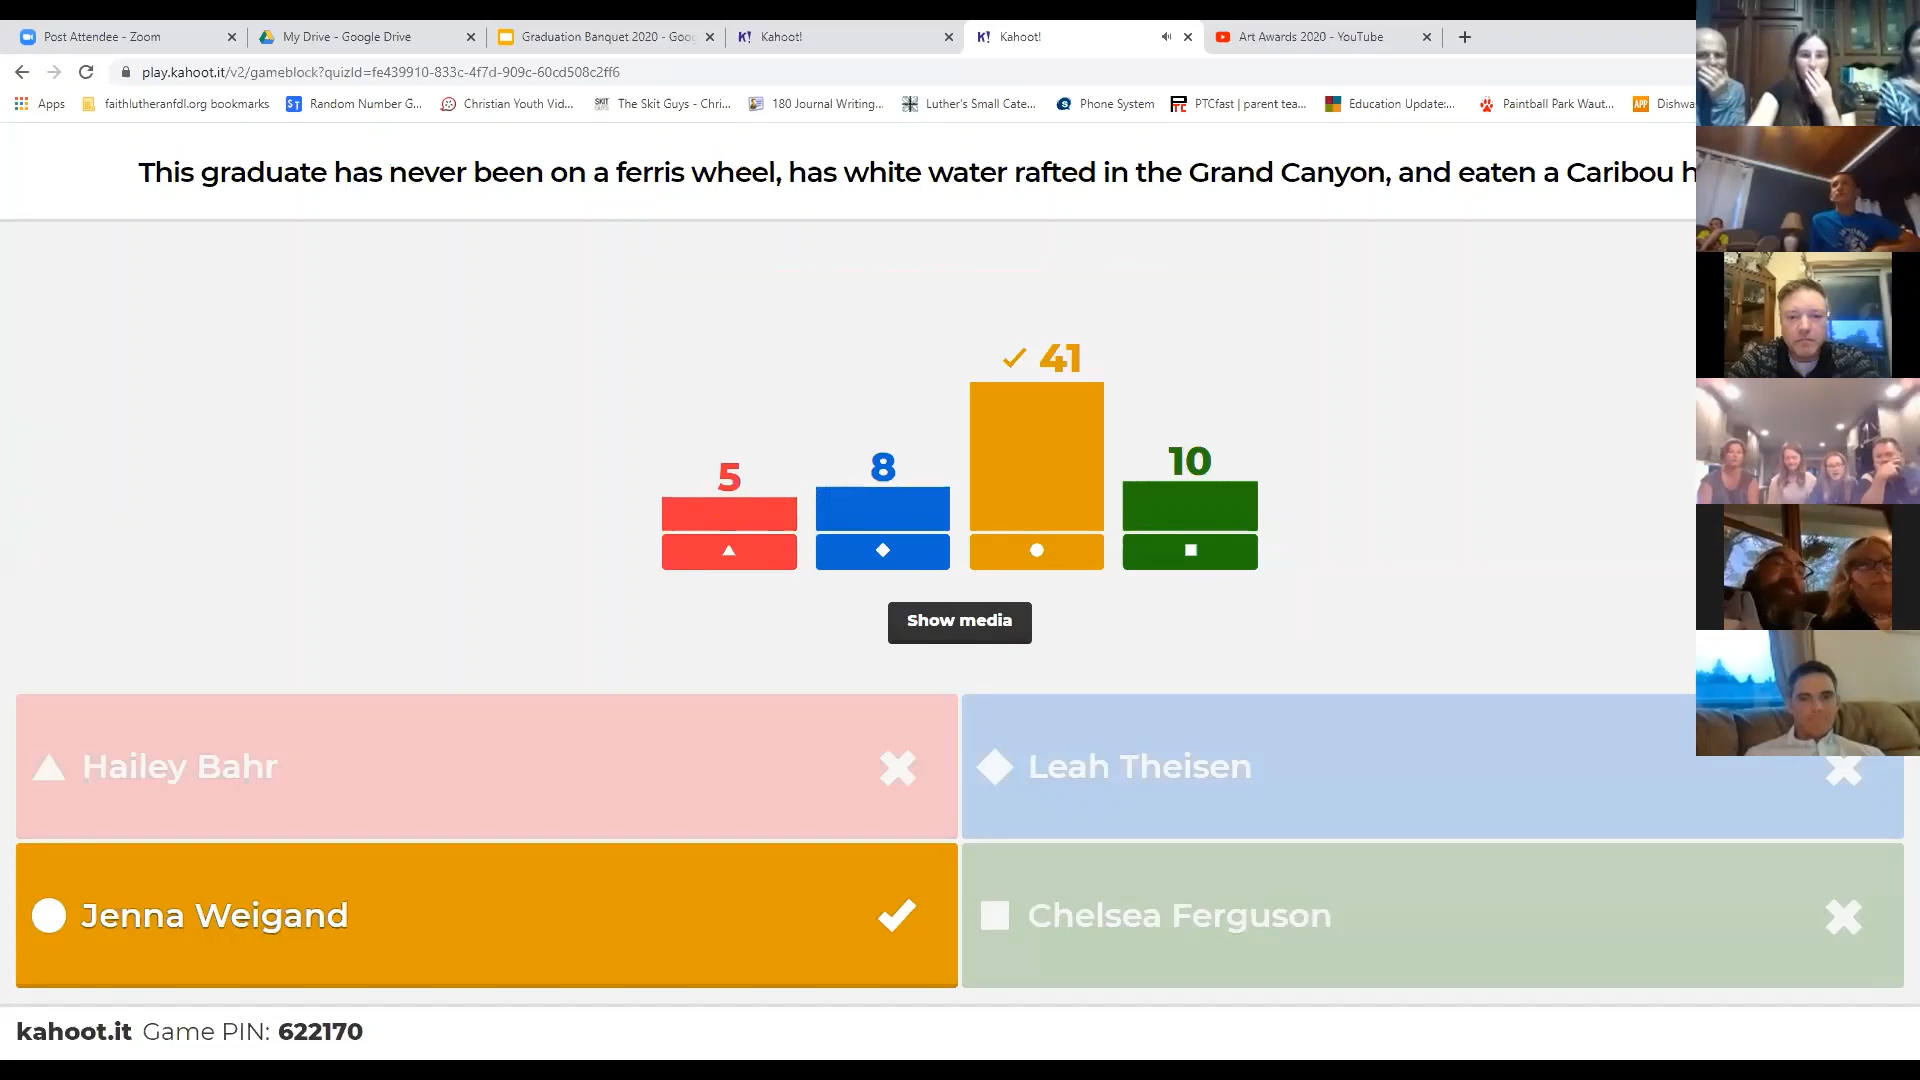 Post Attendee - Zoom
My Drive - Google Drive
Graduation Banquet 2020 - Goo
K! Kahoot!
K! Kahoot!
Art Awards 2020 - YouTube
play.kahoot.it/v2/gameblock?quizId=fe439910-833c-4f7d-909c-60cd508c2ff6
Apps
faithlutheranfdl.org bookmarks
ST Random Number G...
Christian Youth Vid...
SKIT GUYS The Skit Guys - Chri...
180 Journal Writing...
Luther's Small Cate...
Phone System
PTCfast | parent tea...
Education Update:...
Paintball Park Waut...
APP Dishwa
This graduate has never been on a ferris wheel, has white water rafted in the Grand Canyon, and eaten a Caribou h
5
8
41
10
Show media
Hailey Bahr
Leah Theisen
Jenna Weigand
Chelsea Ferguson
kahoot.it Game PIN: 622170